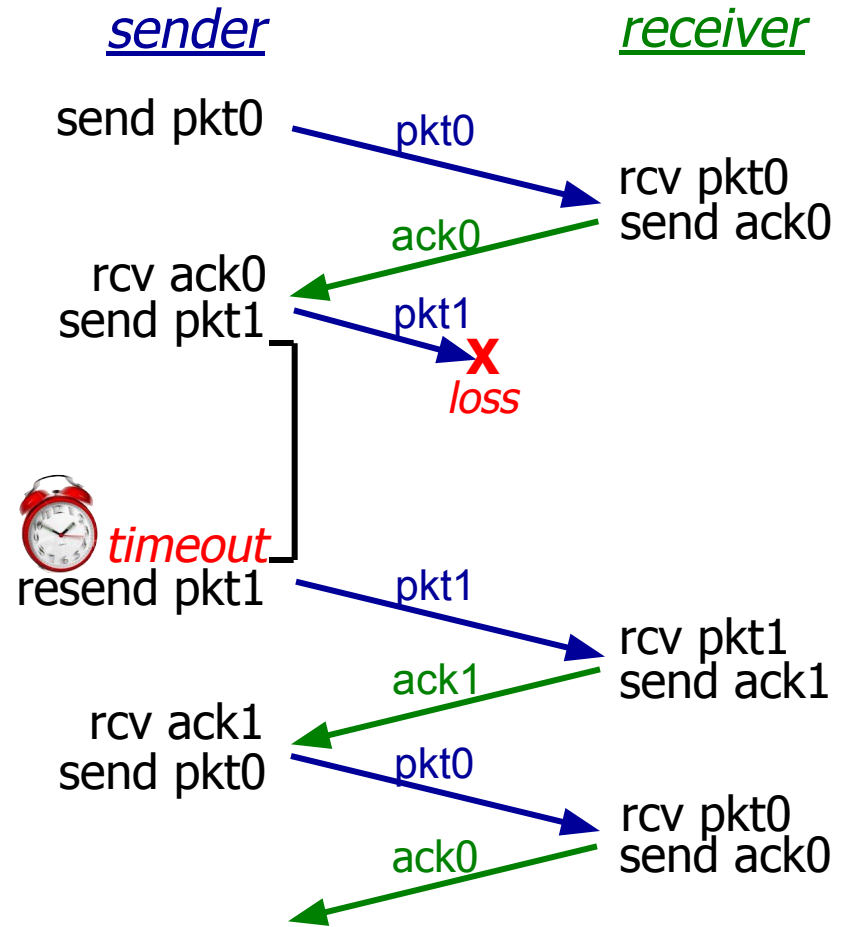 sender
receiver
send pkt0
pkt0
rcv pkt0
send ack0
ack0
rcv ack0
send pkt1
pkt1
X
loss
timeout
resend pkt1
pkt1
rcv pkt1
send ack1
ack1
rcv ack1
send pkt0
pkt0
rcv pkt0
send ack0
ack0